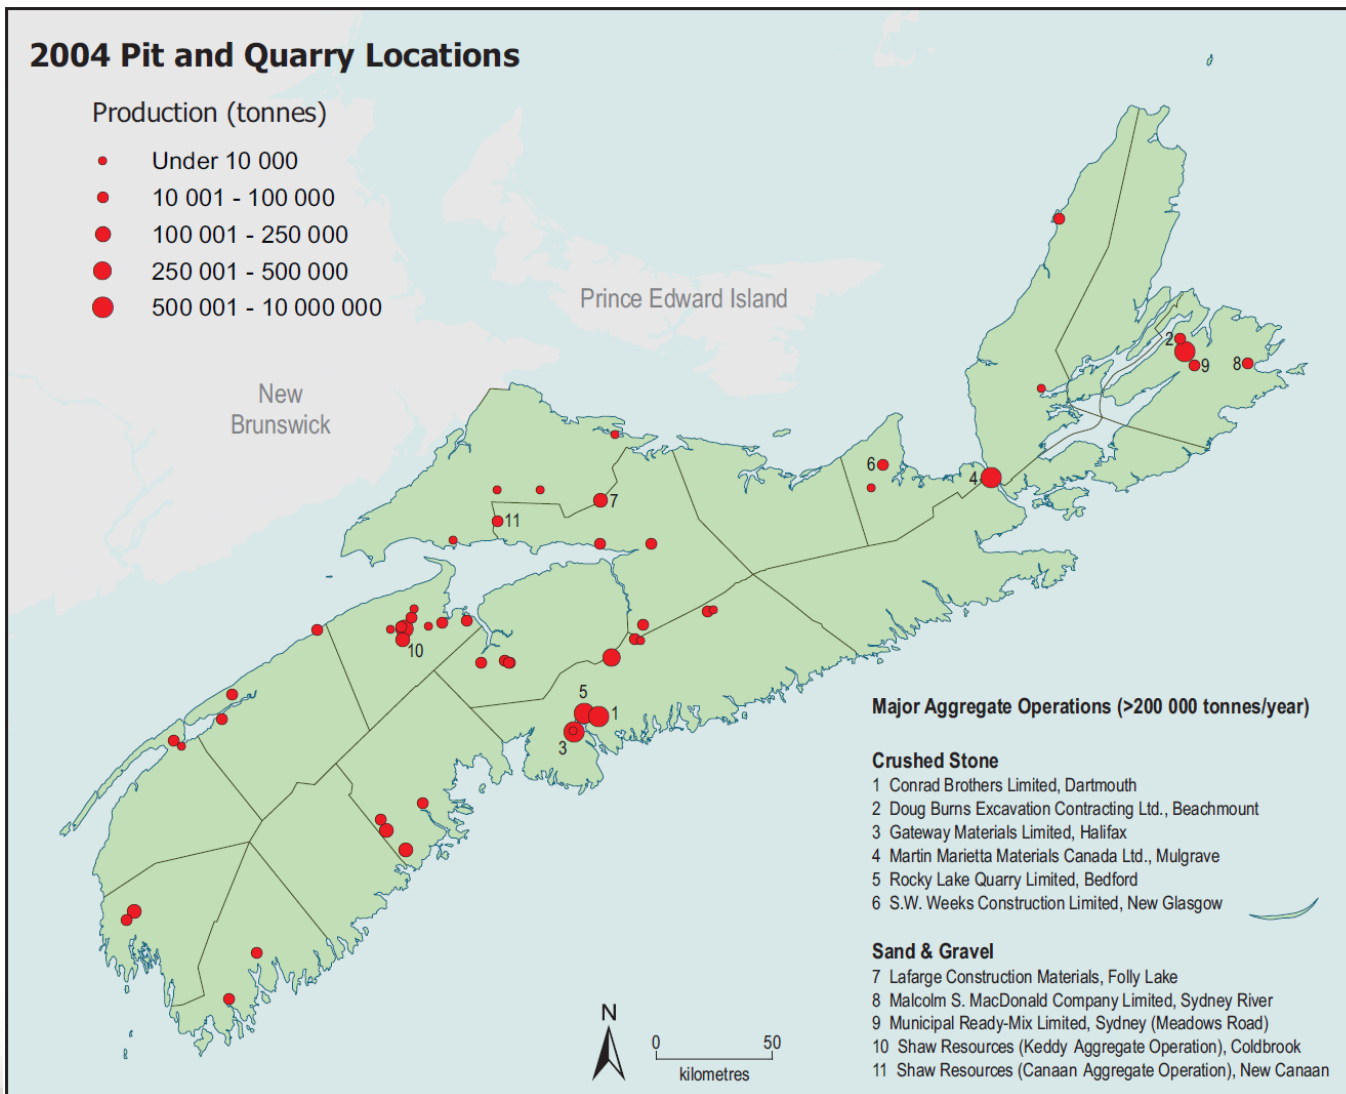 2004 Pit and Quarry Locations
Production (tonnes)
Under 10 000
10 001 - 100 000
100 001 - 250 000
250 001 - 500 000
500 001 - 10 000 000
Prince Edward Island
New
Brunswick
2
9
8
6
4
7
11
10
5
1
3
Major Aggregate Operations (>200 000 tonnes/year)
Crushed Stone
1 Conrad Brothers Limited, Dartmouth
2 Doug Burns Excavation Contracting Ltd., Beachmount
3 Gateway Materials Limited, Halifax
4 Martin Marietta Materials Canada Ltd., Mulgrave
5 Rocky Lake Quarry Limited, Bedford
6 S.W. Weeks Construction Limited, New Glasgow
Sand & Gravel
7 Lafarge Construction Materials, Folly Lake
8 Malcolm S. MacDonald Company Limited, Sydney River
9 Municipal Ready-Mix Limited, Sydney (Meadows Road)
10 Shaw Resources (Keddy Aggregate Operation), Coldbrook
11 Shaw Resources (Canaan Aggregate Operation), New Canaan
N
0 50
kilometres